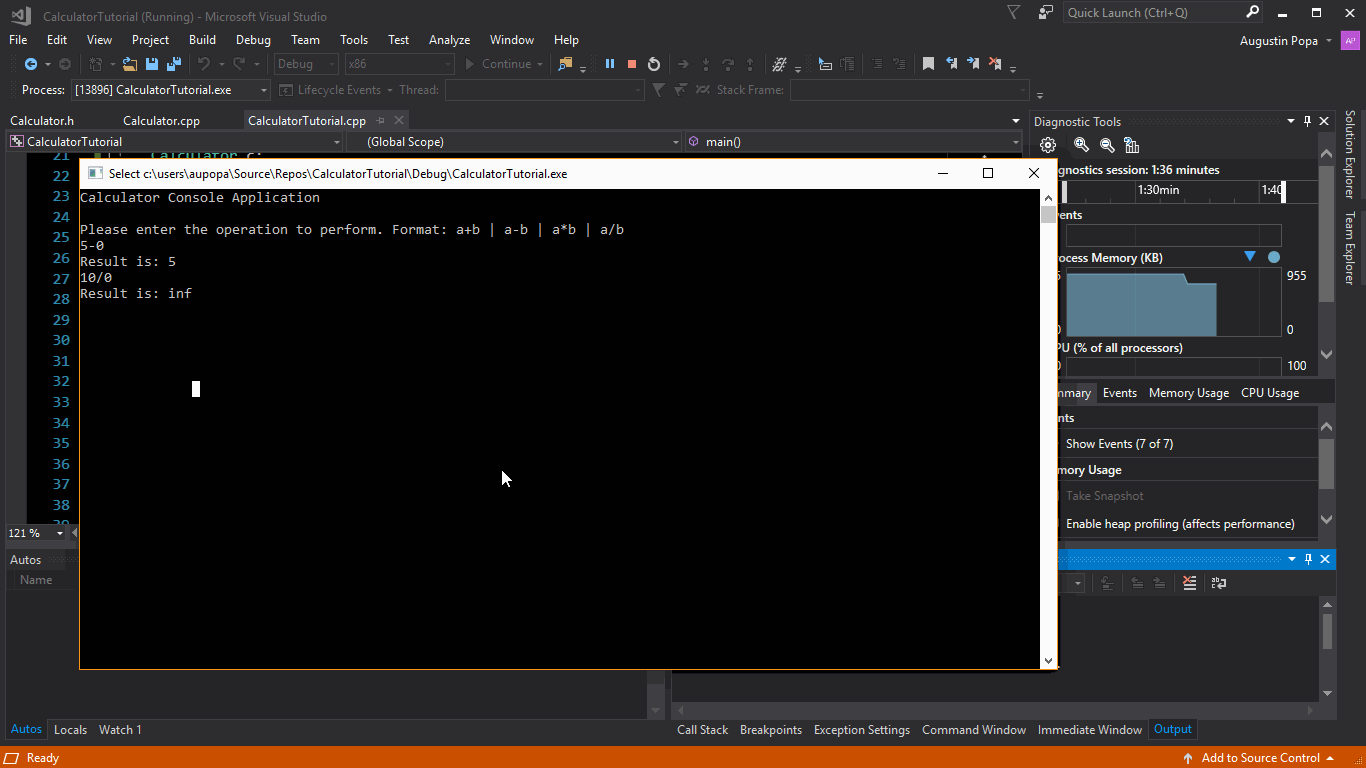 CalculatorTutorial (Running) - Microsoft Visual Studio
Quick Launch (Ctrl+Q)
File Edit View Project Build Debug Team Tools Test Analyze Window Help
Augustin Popa AP
Debug x86 Continue
Process: [13896] CalculatorTutorial.exe Lifecycle Events Thread: Stack Frame:
Calculator.h Calculator.cpp CalculatorTutorial.cpp
CalculatorTutorial (Global Scope) main()
Diagnostic Tools
Solution Explorer
Team Explorer
21 Calculator c;
22
23
24
25
26
27
28
29
30
31
32
33
34
35
36
37
38
39
Select c:\users\aupopa\Source\Repos\CalculatorTutorial\Debug\CalculatorTutorial.exe
Calculator Console Application
Please enter the operation to perform. Format: a+b | a-b | a*b | a/b
5-0
Result is: 5
10/0
Result is: inf
gnostics session: 1:36 minutes
1:30min 1:40
ents
ocess Memory (KB)
5 955
0 0
PU (% of all processors)
0 100
mmary Events Memory Usage CPU Usage
nts
Show Events (7 of 7)
mory Usage
Take Snapshot
Enable heap profiling (affects performance)
121 %
Autos
Name
Autos Locals Watch 1
Call Stack Breakpoints Exception Settings Command Window Immediate Window Output
Ready
Add to Source Control